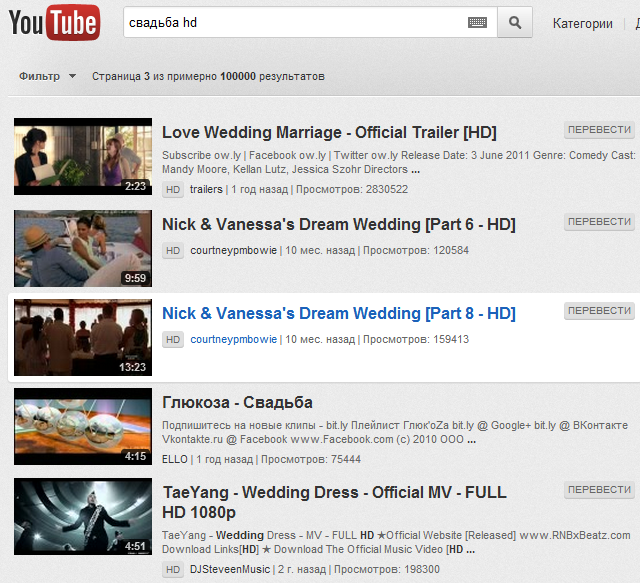 YouTube
свадьба hd
Категории
Фильтр
Страница 3 из примерно 100000 результатов
Love Wedding Marriage - Official Trailer [HD]
ПЕРЕВЕСТИ
Subscribe ow.ly | Facebook ow.ly | Twitter ow.ly Release Date: 3 June 2011 Genre: Comedy Cast:
Mandy Moore, Kellan Lutz, Jessica Szohr Directors ...
2:23
HD trailers | 1 год назад | Просмотров: 2830522
Nick & Vanessa's Dream Wedding [Part 6 - HD]
ПЕРЕВЕСТИ
HD courtneypmbowie | 10 мес. назад | Просмотров: 120584
9:59
Nick & Vanessa's Dream Wedding [Part 8 - HD]
ПЕРЕВЕСТИ
HD courtneypmbowie | 10 мес. назад | Просмотров: 159413
13:23
Глюкоза - Свадьба
Подпишитесь на новые клипы - bit.ly Плейлист Глюк'oZa bit.ly @ Google+ bit.ly @ ВКонтакте
Vkontakte.ru @ Facebook www.Facebook.com (c) 2010 ООО ...
4:15
ELLO | 1 год назад | Просмотров: 75444
TaeYang - Wedding Dress - Official MV - FULL
HD 1080p
ПЕРЕВЕСТИ
TaeYang - Wedding Dress - MV - FULL HD ★Official Website [Released] www.RNBxBeatz.com
Download Links[HD] ★ Download The Official Music Video [HD ...
4:51
HD DJSteveenMusic | 2 г. назад | Просмотров: 198300